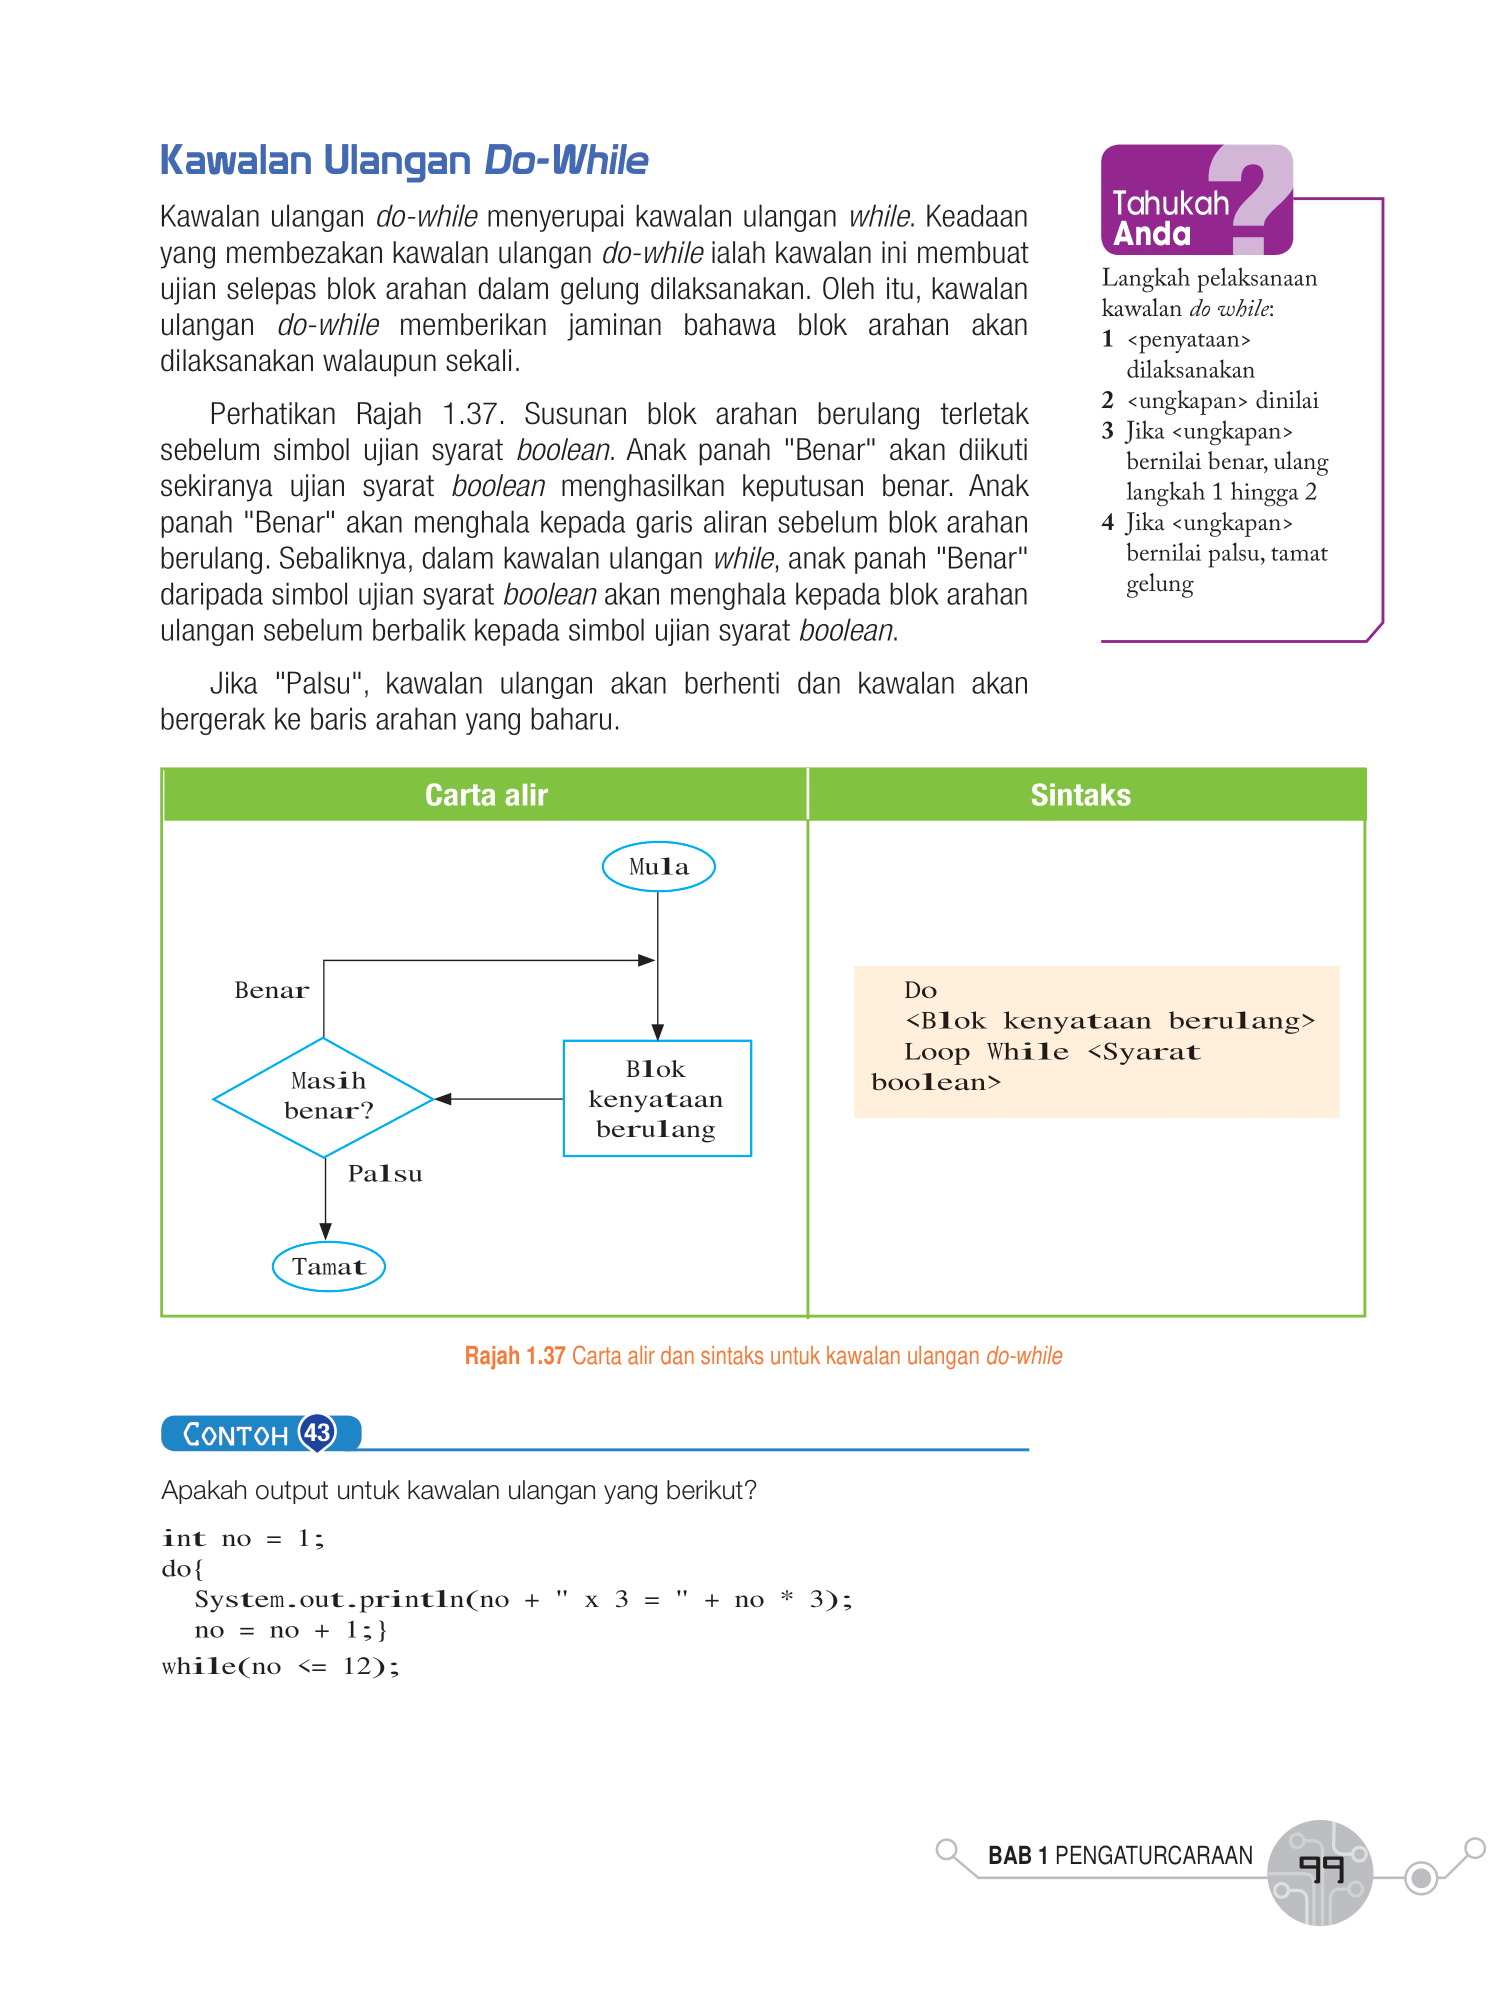 Kawalan Ulangan Do-While
Kawalan ulangan do-while menyerupai kawalan ulangan while. Keadaan
yang membezakan kawalan ulangan do-while ialah kawalan ini membuat
ujian selepas blok arahan dalam gelung dilaksanakan. Oleh itu, kawalan
ulangan do-while memberikan jaminan bahawa blok arahan akan
dilaksanakan walaupun sekali.
Perhatikan Rajah 1.37. Susunan blok arahan berulang terletak
sebelum simbol ujian syarat boolean. Anak panah "Benar" akan diikuti
sekiranya ujian syarat boolean menghasilkan keputusan benar. Anak
panah "Benar" akan menghala kepada garis aliran sebelum blok arahan
berulang. Sebaliknya, dalam kawalan ulangan while, anak panah "Benar"
daripada simbol ujian syarat boolean akan menghala kepada blok arahan
ulangan sebelum berbalik kepada simbol ujian syarat boolean.
Jika "Palsu", kawalan ulangan akan berhenti dan kawalan akan
bergerak ke baris arahan yang baharu.
Tahukah
Anda
?
Langkah pelaksanaan
kawalan do while:
1 <penyataan>
dilaksanakan
2 <ungkapan> dinilai
3 Jika <ungkapan>
bernilai benar, ulang
langkah 1 hingga 2
4 Jika <ungkapan>
bernilai palsu, tamat
gelung
Carta alir
Sintaks
Mula
Benar
Masih
benar?
Blok
kenyataan
berulang
Palsu
Tamat
Do
<Blok kenyataan berulang>
Loop While <Syarat
boolean>
Rajah 1.37 Carta alir dan sintaks untuk kawalan ulangan do-while
CONTOH 43
Apakah output untuk kawalan ulangan yang berikut?
int no = 1;
do{
System.out.println(no + " x 3 = " + no * 3);
no = no + 1;}
while(no <= 12);
BAB 1 PENGATURCARAAN
99